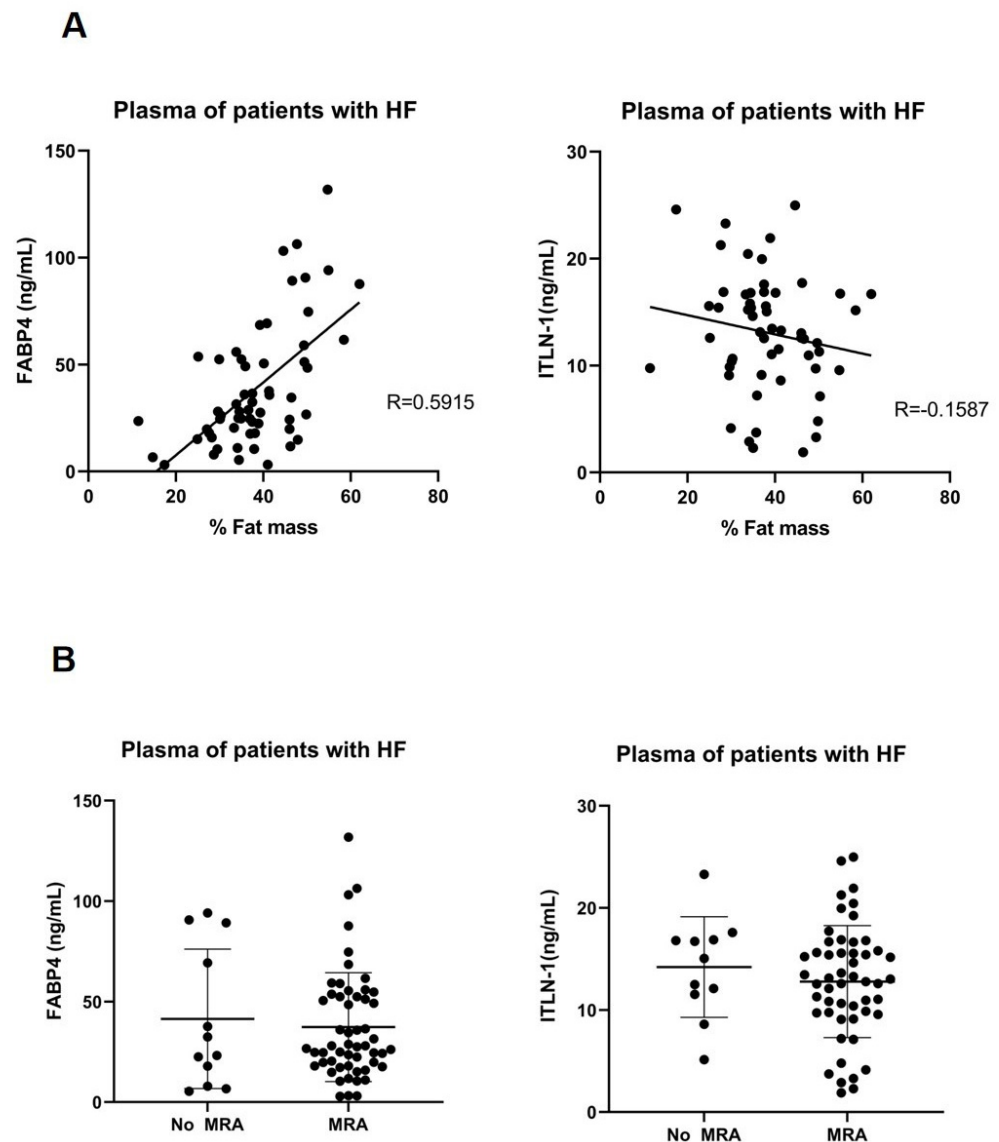 A
Plasma of patients with HF
150
100
50
0
FABP4 (ng/mL)
0 20 40 60 80
% Fat mass
R=0.5915
Plasma of patients with HF
30
20
10
0
ITLN-1(ng/mL)
0 20 40 60 80
% Fat mass
R=-0.1587
B
Plasma of patients with HF
150
100
50
0
FABP4 (ng/mL)
No MRA MRA
Plasma of patients with HF
30
20
10
0
ITLN-1(ng/mL)
No MRA MRA